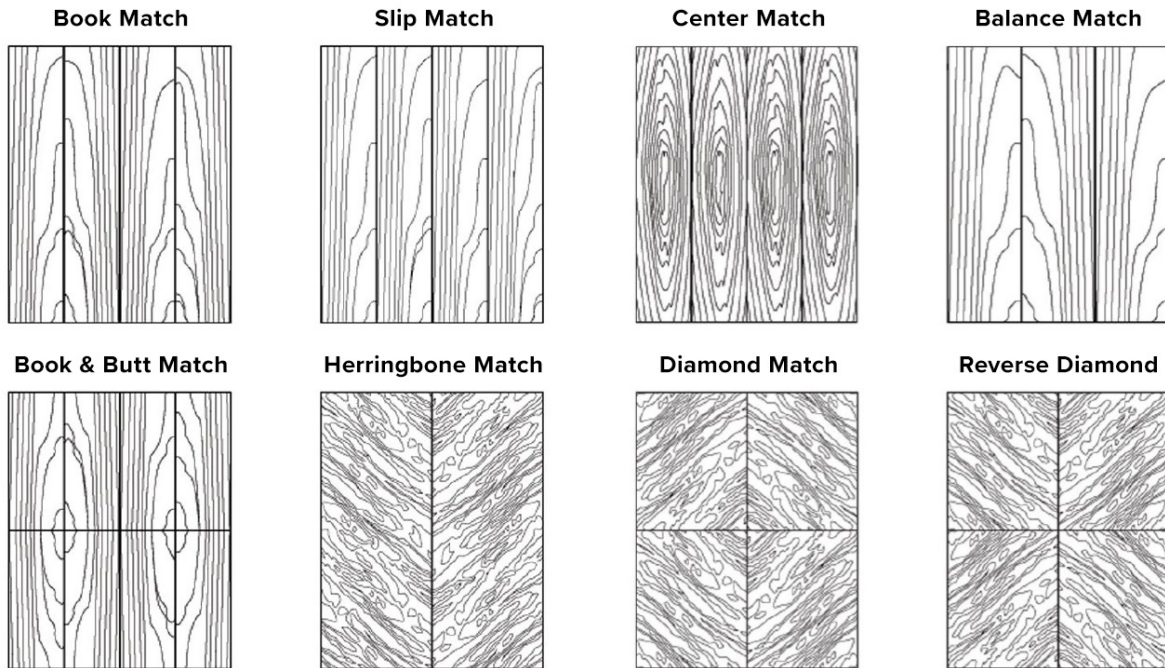 Book Match
Slip Match
Center Match
Balance Match
Book & Butt Match
Herringbone Match
Diamond Match
Reverse Diamond